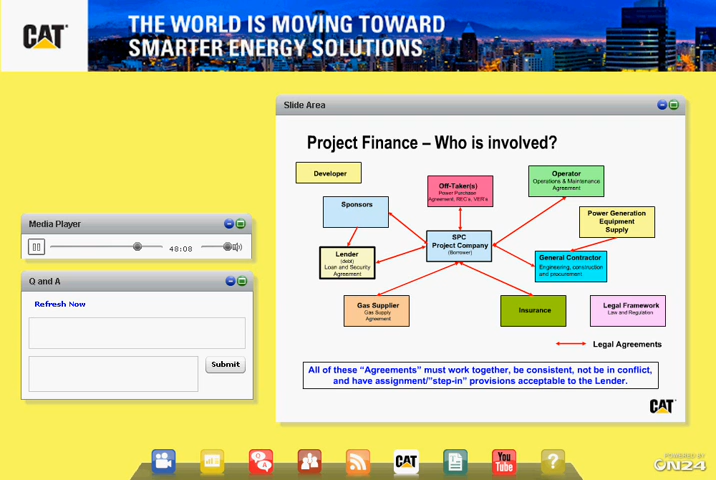 CAT
THE WORLD IS MOVING TOWARD
SMARTER ENERGY SOLUTIONS
Slide Area
Project Finance – Who is involved?
Developer
Off-Taker(s)
Power Purchase
Agreement, REC's, VER's
Operator
Operations & Maintenance
Agreement
Sponsors
Power Generation
Equipment
Supply
SPC
Project Company
(Borrower)
Lender
(debt)
Loan and Security
Agreement
General Contractor
Engineering, construction
and procurement
Gas Supplier
Gas Supply
Agreement
Insurance
Legal Framework
Law and Regulation
Legal Agreements
All of these “Agreements” must work together, be consistent, not be in conflict,
and have assignment/”step-in” provisions acceptable to the Lender.
CAT
Media Player
48:08
Q and A
Refresh Now
Submit
Q
A
CAT
You
Tube
?
POWERED BY
ON24